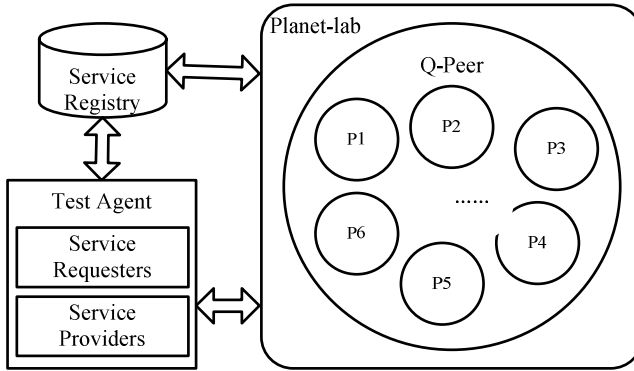 Planet-lab
Service
Registry
Q-Peer
P1
P2
P3
......
P6
P4
P5
Test Agent
Service
Requesters
Service
Providers